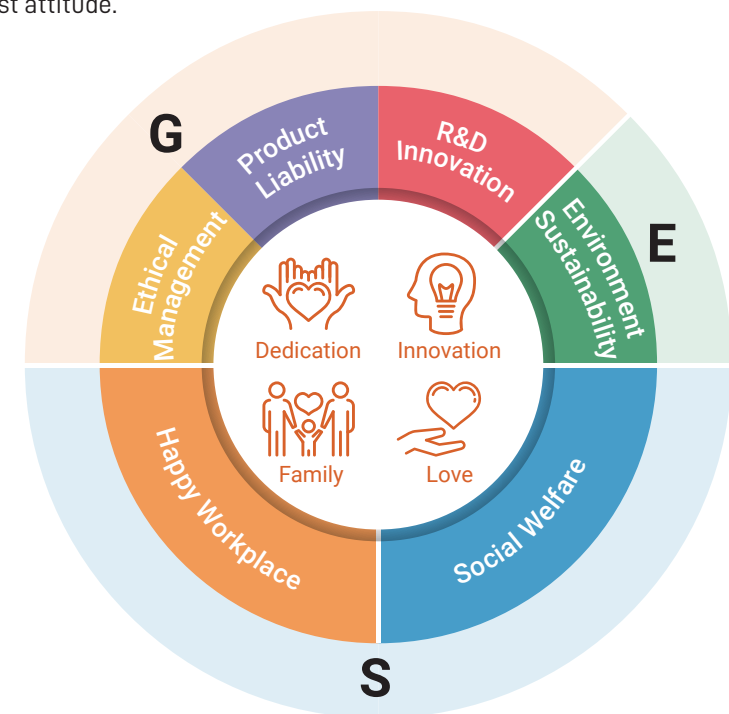 st attitude.
G
Product
Liability
R&D
Innovation
Ethical
Management
Environment
Sustainability
E
Dedication
Innovation
Family
Love
Happy Workplace
Social Welfare
S